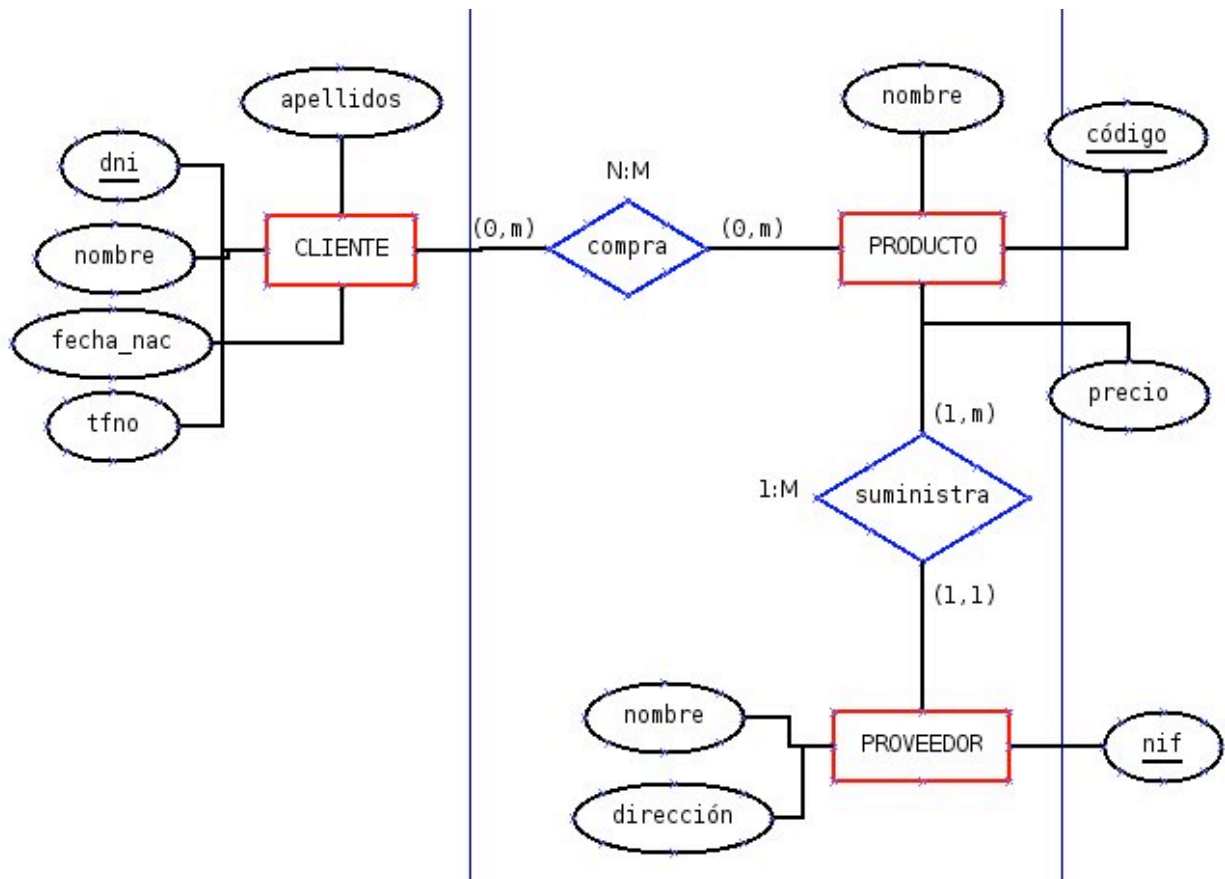 apellidos
nombre
código
dni
N:M
nombre
CLIENTE
(0,m)
compra
(0,m)
PRODUCTO
fecha_nac
tfno
precio
(1,m)
1:M
suministra
(1,1)
nombre
PROVEEDOR
nif
dirección